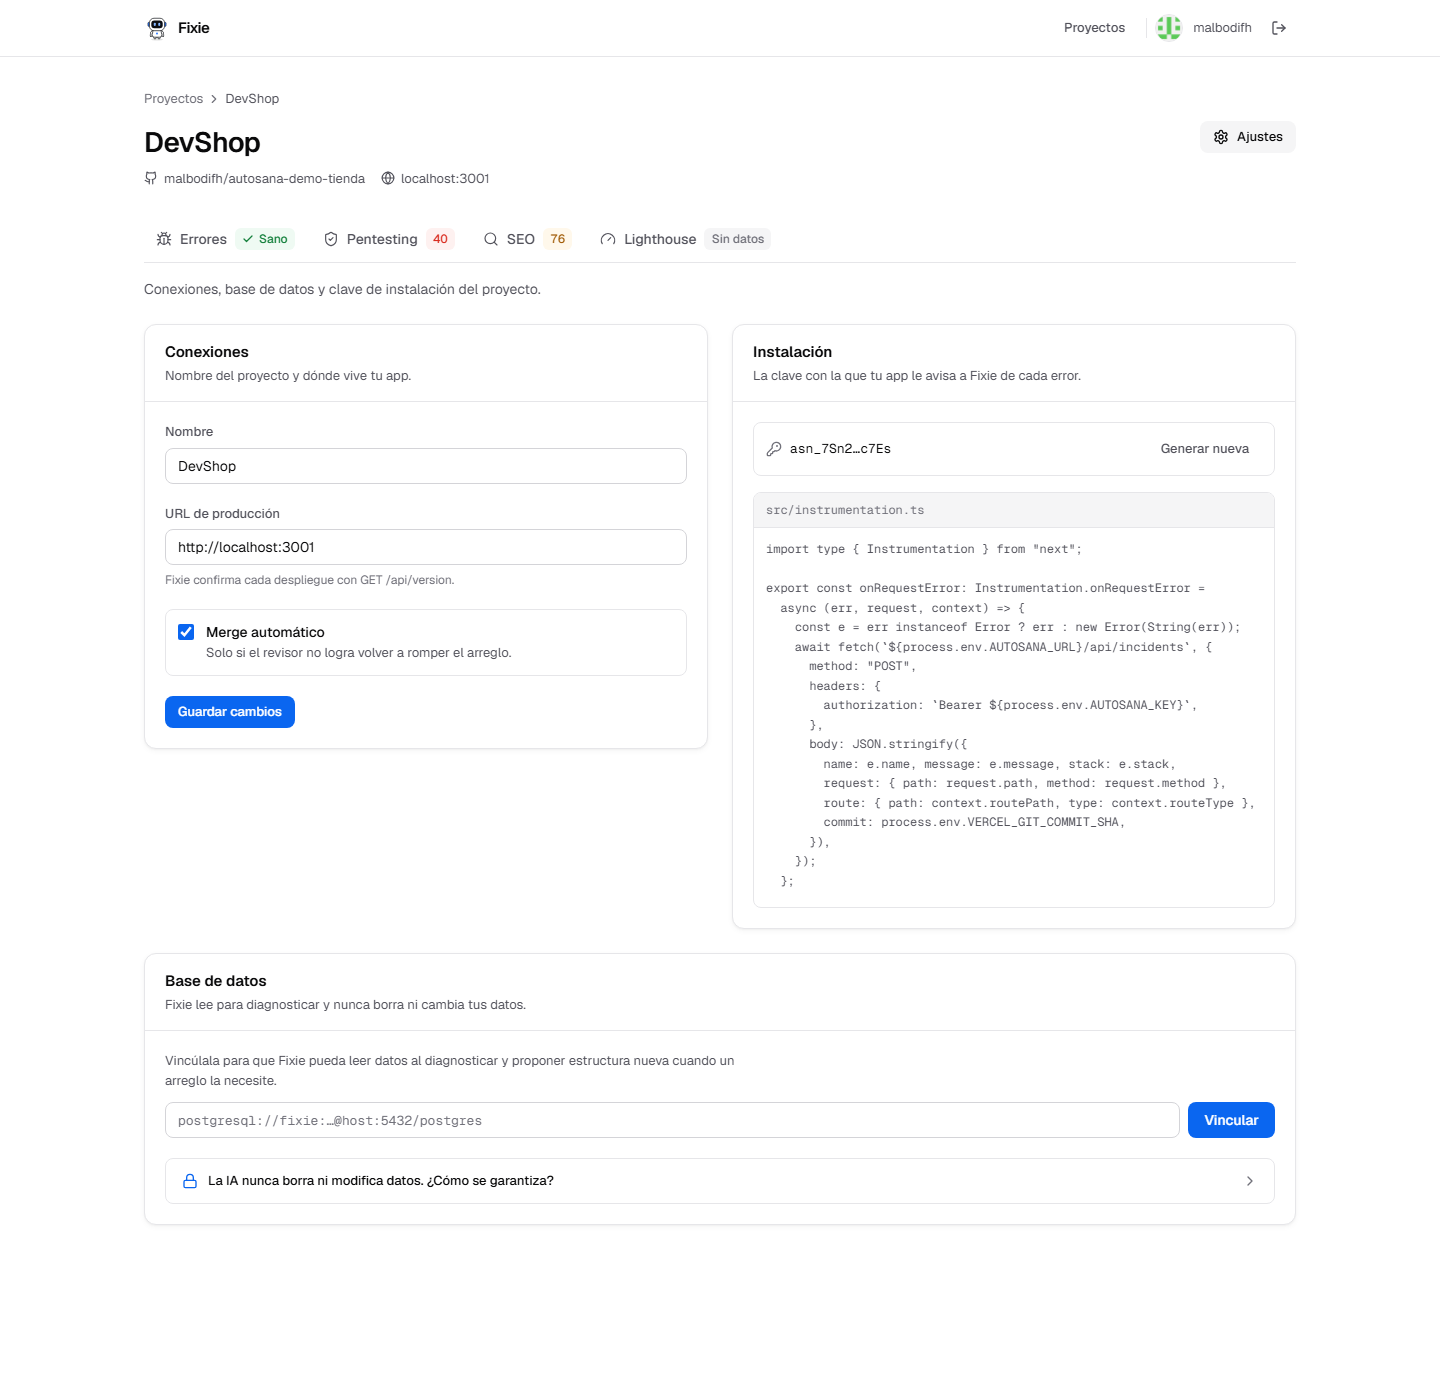 Fixie
Proyectos
malbodifh
Proyectos > DevShop
DevShop
Ajustes
malbodifh/autosana-demo-tienda
localhost:3001
Errores
Sano
Pentesting
40
SEO
76
Lighthouse
Sin datos
Conexiones, base de datos y clave de instalación del proyecto.
Conexiones
Nombre del proyecto y dónde vive tu app.
Nombre
DevShop
URL de producción
http://localhost:3001
Fixie confirma cada despliegue con GET /api/version.
Merge automático
Solo si el revisor no logra volver a romper el arreglo.
Guardar cambios
Instalación
La clave con la que tu app le avisa a Fixie de cada error.
asn_7Sn2…c7Es
Generar nueva
src/instrumentation.ts
import type { Instrumentation } from "next";
export const onRequestError: Instrumentation.onRequestError =
  async (err, request, context) => {
    const e = err instanceof Error ? err : new Error(String(err));
    await fetch(`${process.env.AUTOSANA_URL}/api/incidents`, {
      method: "POST",
      headers: {
        authorization: `Bearer ${process.env.AUTOSANA_KEY}`,
      },
      body: JSON.stringify({
        name: e.name, message: e.message, stack: e.stack,
        request: { path: request.path, method: request.method },
        route: { path: context.routePath, type: context.routeType },
        commit: process.env.VERCEL_GIT_COMMIT_SHA,
      }),
    });
  };
Base de datos
Fixie lee para diagnosticar y nunca borra ni cambia tus datos.
Vincúlala para que Fixie pueda leer datos al diagnosticar y proponer estructura nueva cuando un
arreglo la necesite.
postgresql://fixie:…@host:5432/postgres
Vincular
La IA nunca borra ni modifica datos. ¿Cómo se garantiza?